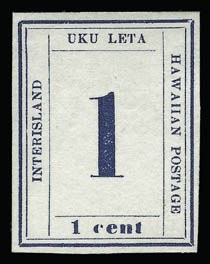 UKU LETA
INTERISLAND
HAWAIIAN POSTAGE
1
1 cent